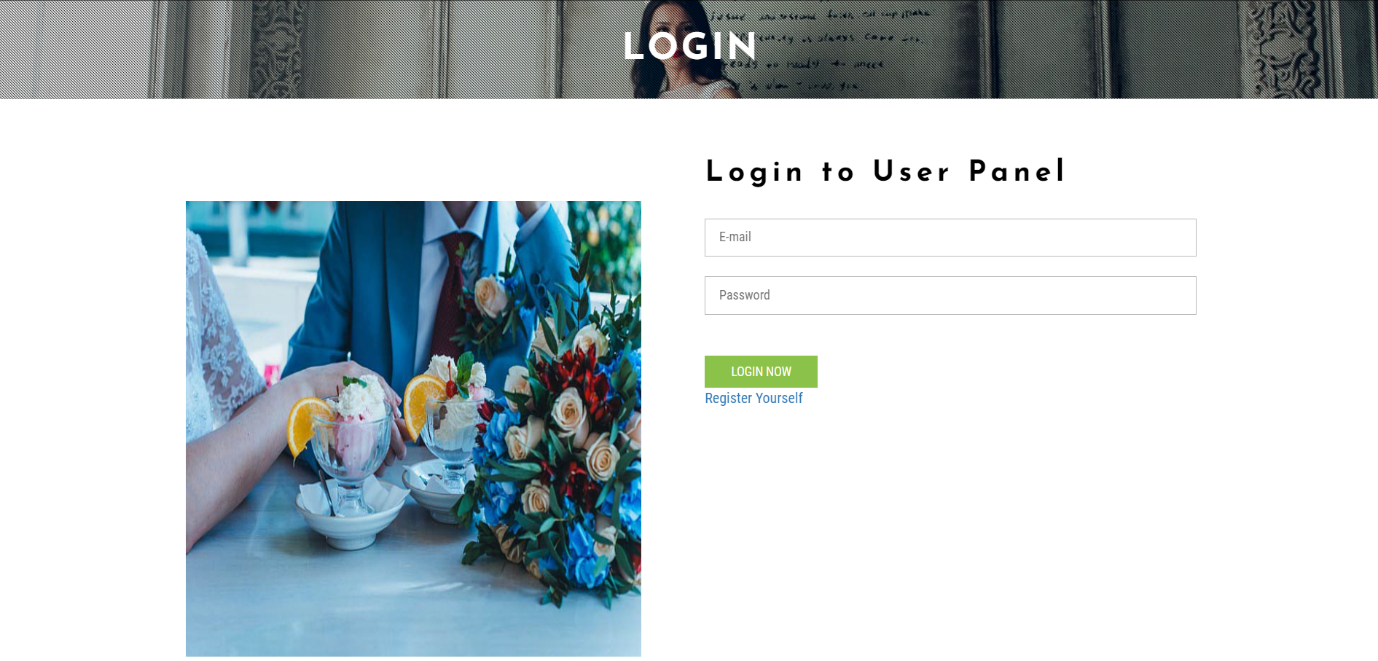 LOGIN
Login to User Panel
E-mail
Password
LOGIN NOW
Register Yourself